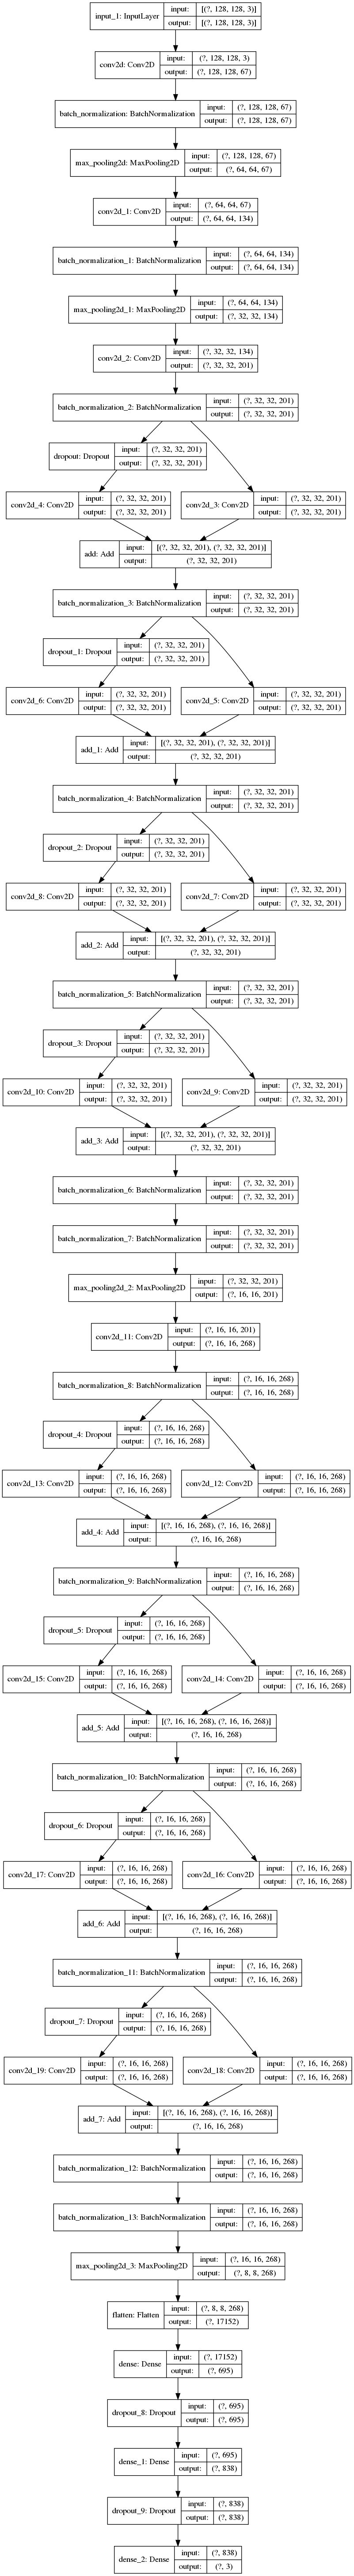 input_1: InputLayer
input: [(?, 128, 128, 3)]
output: [(?, 128, 128, 3)]
conv2d: Conv2D
input: (?, 128, 128, 3)
output: (?, 128, 128, 67)
batch_normalization: BatchNormalization
input: (?, 128, 128, 67)
output: (?, 128, 128, 67)
max_pooling2d: MaxPooling2D
input: (?, 128, 128, 67)
output: (?, 64, 64, 67)
conv2d_1: Conv2D
input: (?, 64, 64, 67)
output: (?, 64, 64, 134)
batch_normalization_1: BatchNormalization
input: (?, 64, 64, 134)
output: (?, 64, 64, 134)
max_pooling2d_1: MaxPooling2D
input: (?, 64, 64, 134)
output: (?, 32, 32, 134)
conv2d_2: Conv2D
input: (?, 32, 32, 134)
output: (?, 32, 32, 201)
batch_normalization_2: BatchNormalization
input: (?, 32, 32, 201)
output: (?, 32, 32, 201)
dropout: Dropout
input: (?, 32, 32, 201)
output: (?, 32, 32, 201)
conv2d_4: Conv2D
input: (?, 32, 32, 201)
output: (?, 32, 32, 201)
conv2d_3: Conv2D
input: (?, 32, 32, 201)
output: (?, 32, 32, 201)
add: Add
input: [(?, 32, 32, 201), (?, 32, 32, 201)]
output: (?, 32, 32, 201)
batch_normalization_3: BatchNormalization
input: (?, 32, 32, 201)
output: (?, 32, 32, 201)
dropout_1: Dropout
input: (?, 32, 32, 201)
output: (?, 32, 32, 201)
conv2d_6: Conv2D
input: (?, 32, 32, 201)
output: (?, 32, 32, 201)
conv2d_5: Conv2D
input: (?, 32, 32, 201)
output: (?, 32, 32, 201)
add_1: Add
input: [(?, 32, 32, 201), (?, 32, 32, 201)]
output: (?, 32, 32, 201)
batch_normalization_4: BatchNormalization
input: (?, 32, 32, 201)
output: (?, 32, 32, 201)
dropout_2: Dropout
input: (?, 32, 32, 201)
output: (?, 32, 32, 201)
conv2d_8: Conv2D
input: (?, 32, 32, 201)
output: (?, 32, 32, 201)
conv2d_7: Conv2D
input: (?, 32, 32, 201)
output: (?, 32, 32, 201)
add_2: Add
input: [(?, 32, 32, 201), (?, 32, 32, 201)]
output: (?, 32, 32, 201)
batch_normalization_5: BatchNormalization
input: (?, 32, 32, 201)
output: (?, 32, 32, 201)
dropout_3: Dropout
input: (?, 32, 32, 201)
output: (?, 32, 32, 201)
conv2d_10: Conv2D
input: (?, 32, 32, 201)
output: (?, 32, 32, 201)
conv2d_9: Conv2D
input: (?, 32, 32, 201)
output: (?, 32, 32, 201)
add_3: Add
input: [(?, 32, 32, 201), (?, 32, 32, 201)]
output: (?, 32, 32, 201)
batch_normalization_6: BatchNormalization
input: (?, 32, 32, 201)
output: (?, 32, 32, 201)
batch_normalization_7: BatchNormalization
input: (?, 32, 32, 201)
output: (?, 32, 32, 201)
max_pooling2d_2: MaxPooling2D
input: (?, 32, 32, 201)
output: (?, 16, 16, 201)
conv2d_11: Conv2D
input: (?, 16, 16, 201)
output: (?, 16, 16, 268)
batch_normalization_8: BatchNormalization
input: (?, 16, 16, 268)
output: (?, 16, 16, 268)
dropout_4: Dropout
input: (?, 16, 16, 268)
output: (?, 16, 16, 268)
conv2d_13: Conv2D
input: (?, 16, 16, 268)
output: (?, 16, 16, 268)
conv2d_12: Conv2D
input: (?, 16, 16, 268)
output: (?, 16, 16, 268)
add_4: Add
input: [(?, 16, 16, 268), (?, 16, 16, 268)]
output: (?, 16, 16, 268)
batch_normalization_9: BatchNormalization
input: (?, 16, 16, 268)
output: (?, 16, 16, 268)
dropout_5: Dropout
input: (?, 16, 16, 268)
output: (?, 16, 16, 268)
conv2d_15: Conv2D
input: (?, 16, 16, 268)
output: (?, 16, 16, 268)
conv2d_14: Conv2D
input: (?, 16, 16, 268)
output: (?, 16, 16, 268)
add_5: Add
input: [(?, 16, 16, 268), (?, 16, 16, 268)]
output: (?, 16, 16, 268)
batch_normalization_10: BatchNormalization
input: (?, 16, 16, 268)
output: (?, 16, 16, 268)
dropout_6: Dropout
input: (?, 16, 16, 268)
output: (?, 16, 16, 268)
conv2d_17: Conv2D
input: (?, 16, 16, 268)
output: (?, 16, 16, 268)
conv2d_16: Conv2D
input: (?, 16, 16, 268)
output: (?, 16, 16, 268)
add_6: Add
input: [(?, 16, 16, 268), (?, 16, 16, 268)]
output: (?, 16, 16, 268)
batch_normalization_11: BatchNormalization
input: (?, 16, 16, 268)
output: (?, 16, 16, 268)
dropout_7: Dropout
input: (?, 16, 16, 268)
output: (?, 16, 16, 268)
conv2d_19: Conv2D
input: (?, 16, 16, 268)
output: (?, 16, 16, 268)
conv2d_18: Conv2D
input: (?, 16, 16, 268)
output: (?, 16, 16, 268)
add_7: Add
input: [(?, 16, 16, 268), (?, 16, 16, 268)]
output: (?, 16, 16, 268)
batch_normalization_12: BatchNormalization
input: (?, 16, 16, 268)
output: (?, 16, 16, 268)
batch_normalization_13: BatchNormalization
input: (?, 16, 16, 268)
output: (?, 16, 16, 268)
max_pooling2d_3: MaxPooling2D
input: (?, 16, 16, 268)
output: (?, 8, 8, 268)
flatten: Flatten
input: (?, 8, 8, 268)
output: (?, 17152)
dense: Dense
input: (?, 17152)
output: (?, 695)
dropout_8: Dropout
input: (?, 695)
output: (?, 695)
dense_1: Dense
input: (?, 695)
output: (?, 838)
dropout_9: Dropout
input: (?, 838)
output: (?, 838)
dense_2: Dense
input: (?, 838)
output: (?, 3)